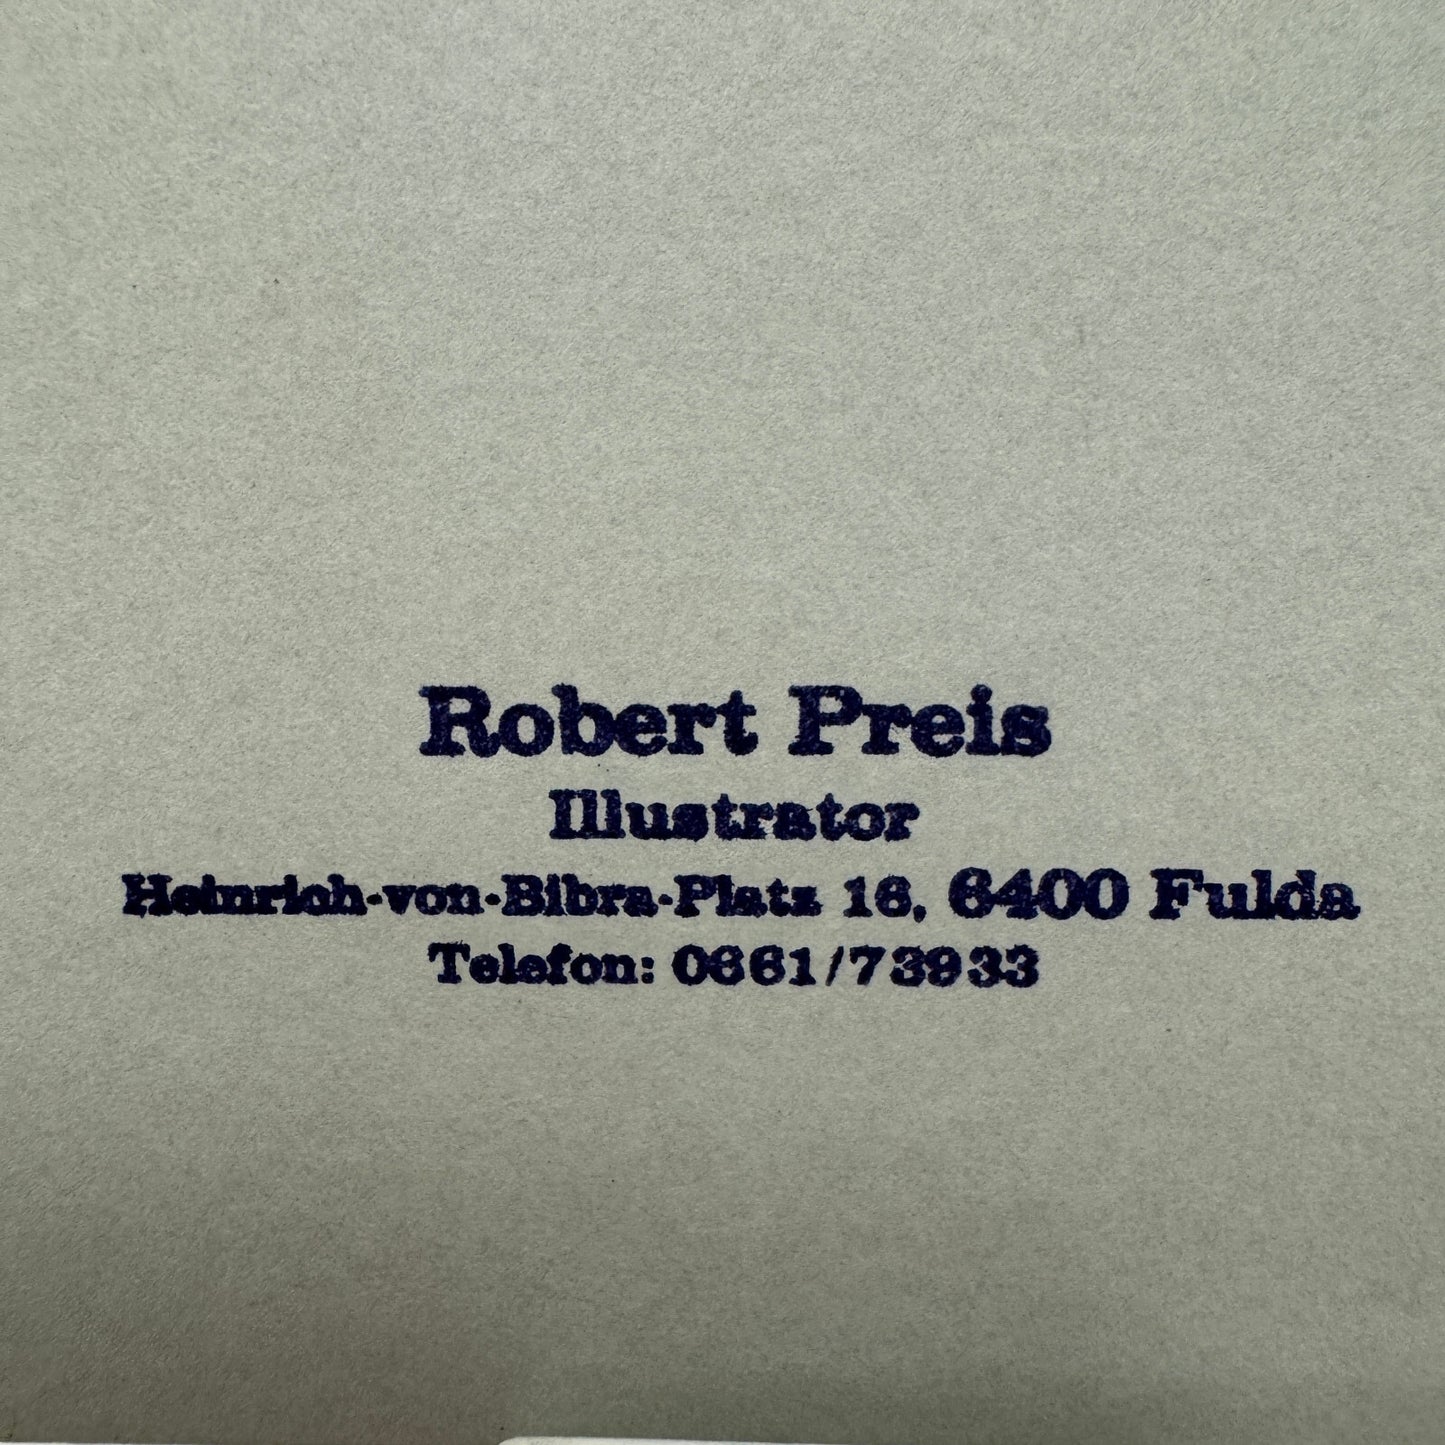 Robert Preis
Illustrator
Heinrich-von-Bibra-Platz 16, 6400 Fulda
Telefon: 0661/73933